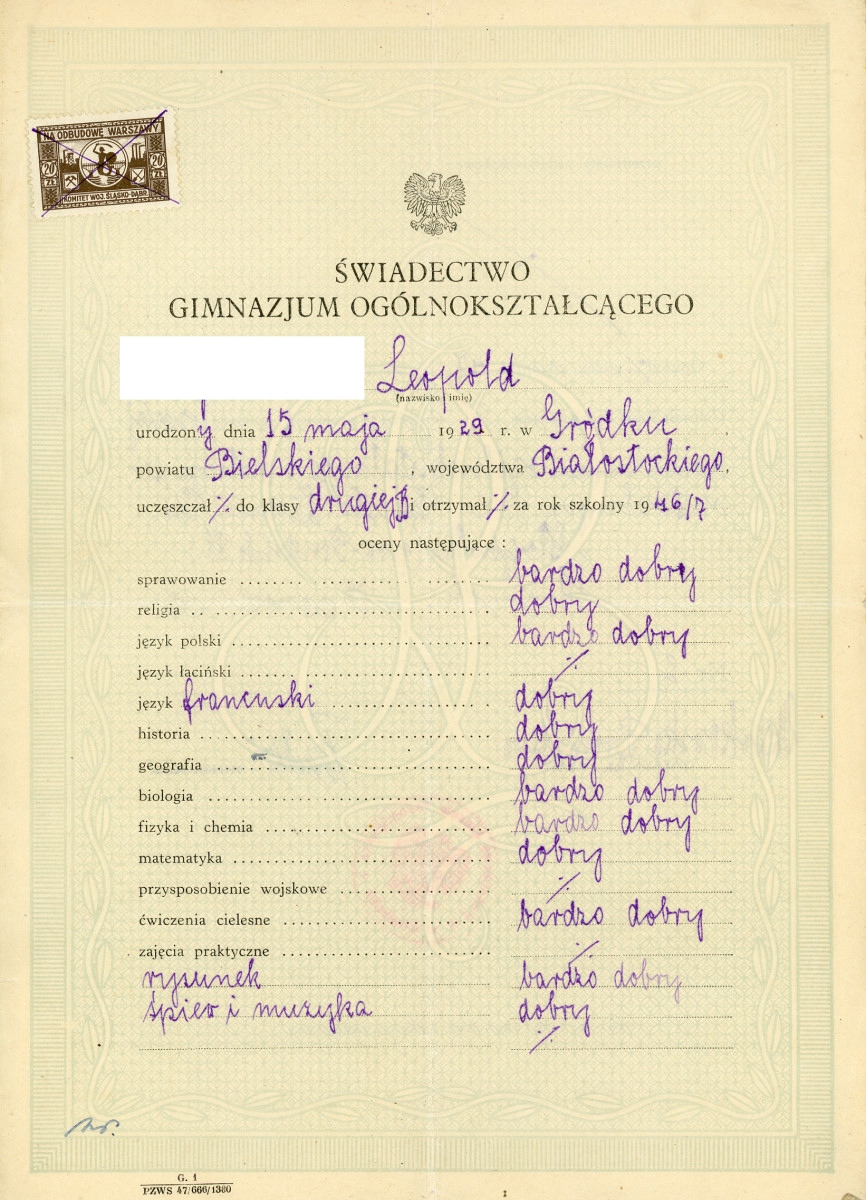 NA ODBUDOWĘ WARSZAWY
20 ZŁ 20 ZŁ
KOMITET WOJ. ŚLĄSKO-DĄBR.
ŚWIADECTWO
GIMNAZJUM OGÓLNOKSZTAŁCĄCEGO
Leopold
(nazwisko i imię)
urodzony dnia 15 maja 1929 r. w Gródku
powiatu Bielskiego, województwa Białostockiego,
uczęszczał ·/. do klasy drugiej B i otrzymał ·/. za rok szkolny 1946/7
oceny następujące :
sprawowanie bardzo dobry
religia dobry
język polski bardzo dobry
język łaciński ·/.
język francuski dobry
historia dobry
geografia dobry
biologia bardzo dobry
fizyka i chemia bardzo dobry
matematyka dobry
przysposobienie wojskowe ·/.
ćwiczenia cielesne bardzo dobry
zajęcia praktyczne ·/.
rysunek bardzo dobry
śpiew i muzyka dobry
·/.
G. 1
PZWS 47/666/1380